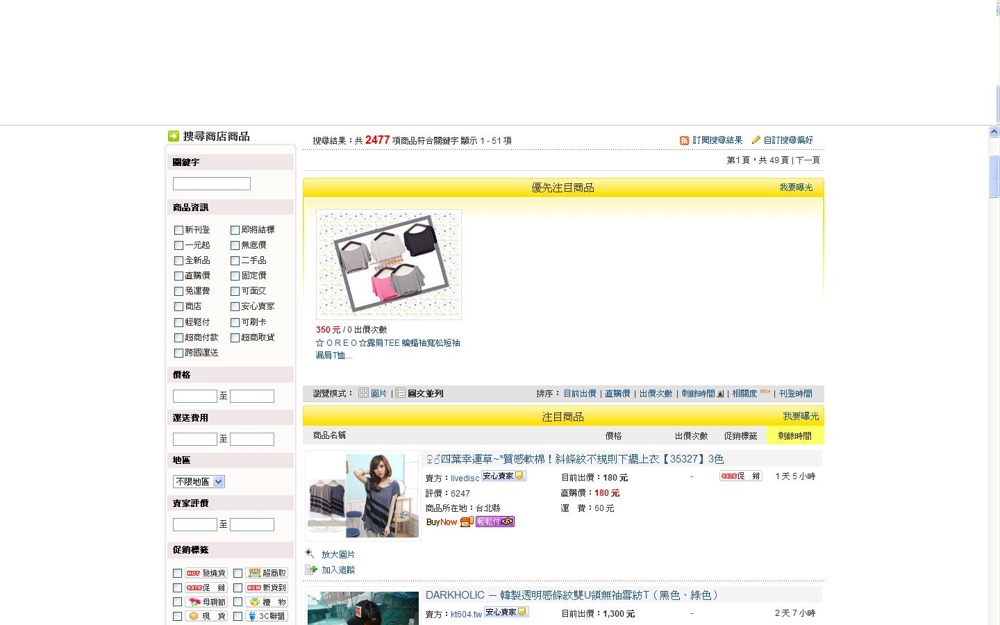 搜尋商店商品
關鍵字
商品資訊
新刊登 即將結標
一元起 無底價
全新品 二手品
直購價 固定價
免運費 可面交
商店 安心賣家
輕鬆付 可刷卡
超商付款 超商取貨
跨國運送
價格
至
運送費用
至
地區
不限地區
賣家評價
至
促銷標籤
HOT 發燒貨 超商取
SALE 促 銷 NEW 新貨到
母親節 禮 物
現 貨 3C聯盟
搜尋結果：共 2477 項商品符合關鍵字 顯示 1 - 51 項
訂閱搜尋結果 自訂搜尋偏好
第1 頁，共 49 頁 | 下一頁
優先注目商品 我要曝光
350 元 / 0 出價次數
☆ O R E O ☆露肩TEE 蝙蝠袖寬松短袖
漏肩T恤...
瀏覽模式： 圖片 | 圖文並列
排序： 目前出價 | 直購價 | 出價次數 | 剩餘時間 | 相關度 NEW | 刊登時間
注目商品 我要曝光
商品名稱 價格 出價次數 促銷標籤 剩餘時間
♀♂四葉幸運草~*質感軟棉！斜條紋不規則下擺上衣【35327】3色
賣方：livedisc 安心賣家 目前出價：180 元 - SALE 促 銷 1 天 5 小時
評價：6247 直購價：180 元
商品所在地：台北縣 運 費：60 元
BuyNow 輕鬆付
放大圖片
加入追蹤
DARKHOLIC － 韓製透明感條紋雙U領無袖雪紡T（黑色、綠色）
賣方：kt604.tw 安心賣家 目前出價：1,300 元 - 2 天 7 小時